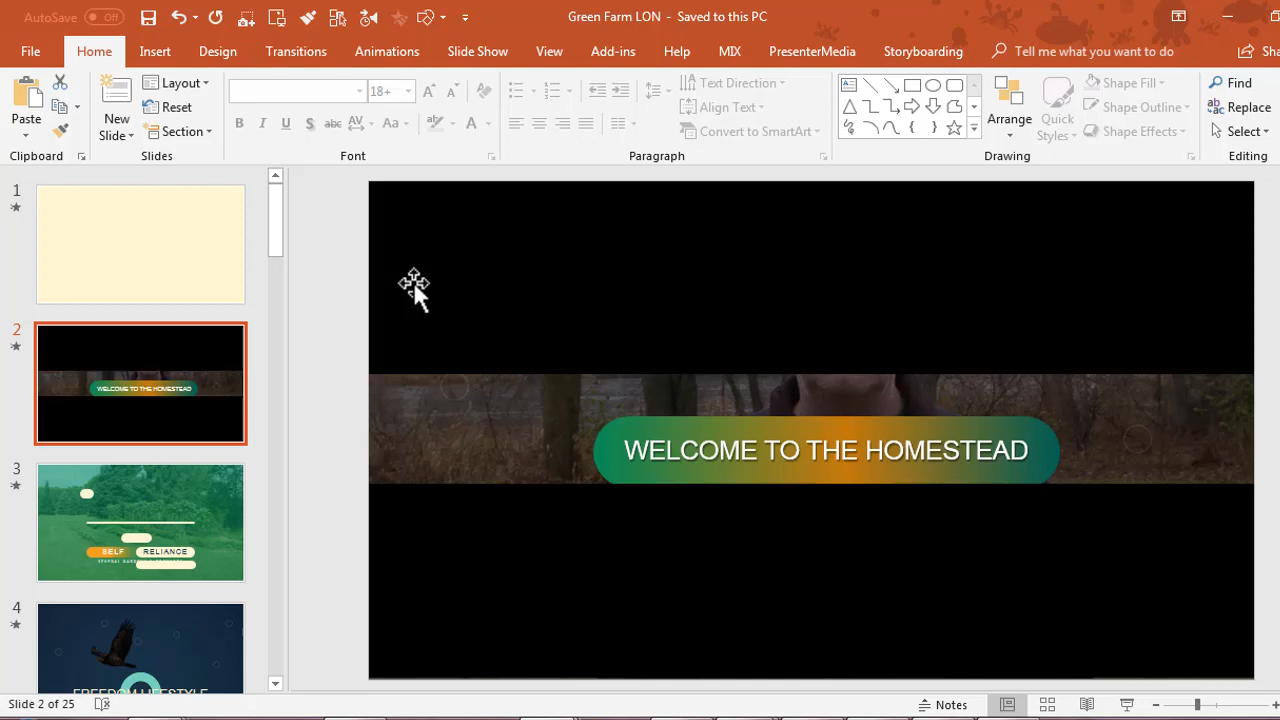 AutoSave Off Green Farm LON - Saved to this PC
File Home Insert Design Transitions Animations Slide Show View Add-ins Help MIX PresenterMedia Storyboarding Tell me what you want to do Sha
Paste New Slide Layout Reset Section 18+ Text Direction Align Text Convert to SmartArt Arrange Quick Styles Shape Fill Shape Outline Shape Effects Find Replace Select
Clipboard Slides Font Paragraph Drawing Editing
1
2
WELCOME TO THE HOMESTEAD
3
SELF RELIANCE
4
FREEDOM LIFESTYLE
WELCOME TO THE HOMESTEAD
Slide 2 of 25 Notes